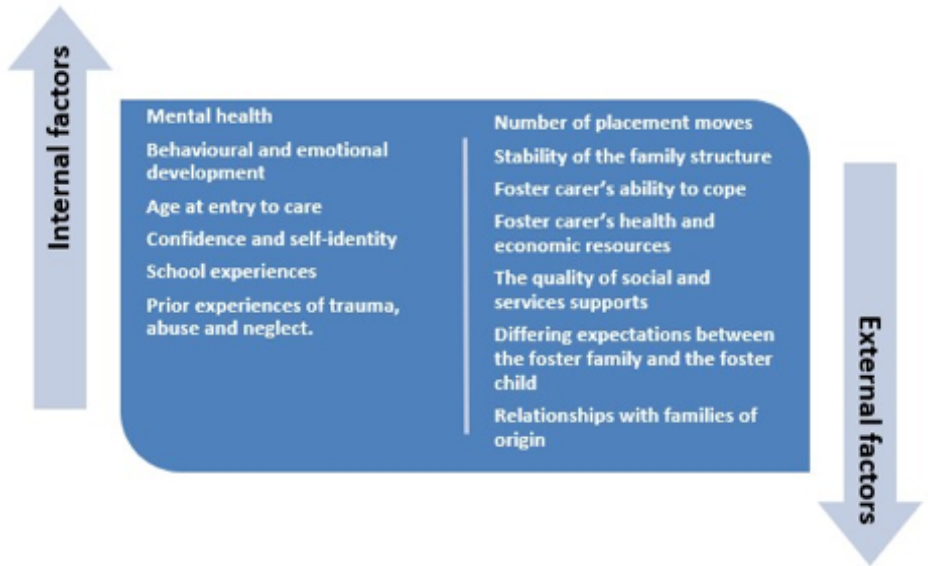 Internal factors
Mental health
Behavioural and emotional
development
Age at entry to care
Confidence and self-identity
School experiences
Prior experiences of trauma,
abuse and neglect.
Number of placement moves
Stability of the family structure
Foster carer's ability to cope
Foster carer's health and
economic resources
The quality of social and
services supports
Differing expectations between
the foster family and the foster
child
Relationships with families of
origin
External factors